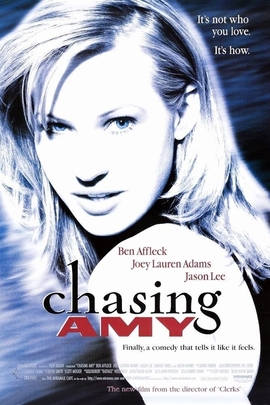 It's not who
you love.
It's how.
Ben Affleck
Joey Lauren Adams
Jason Lee
chasing
AMY
Finally, a comedy that tells it like it feels.
The new film from the director of 'Clerks'